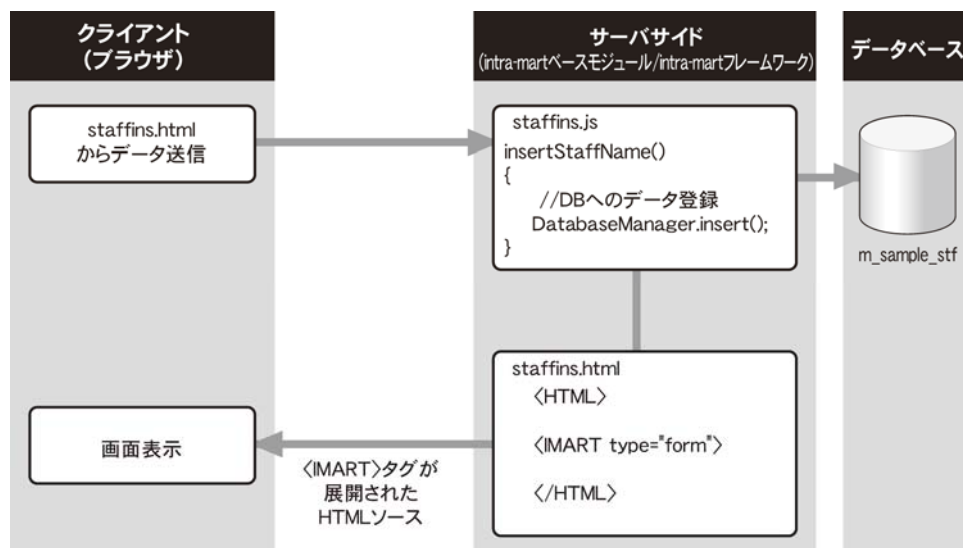 クライアント
(ブラウザ)
サーバサイド
(intra-martベースモジュール/intra-martフレームワーク)
データベース
staffins.html
からデータ送信
staffins.js
insertStaffName()
{
//DBへのデータ登録
DatabaseManager.insert();
}
m_sample_stf
staffins.html
〈HTML〉
〈IMART type="form"〉
〈/HTML〉
画面表示
〈IMART〉タグが
展開された
HTMLソース